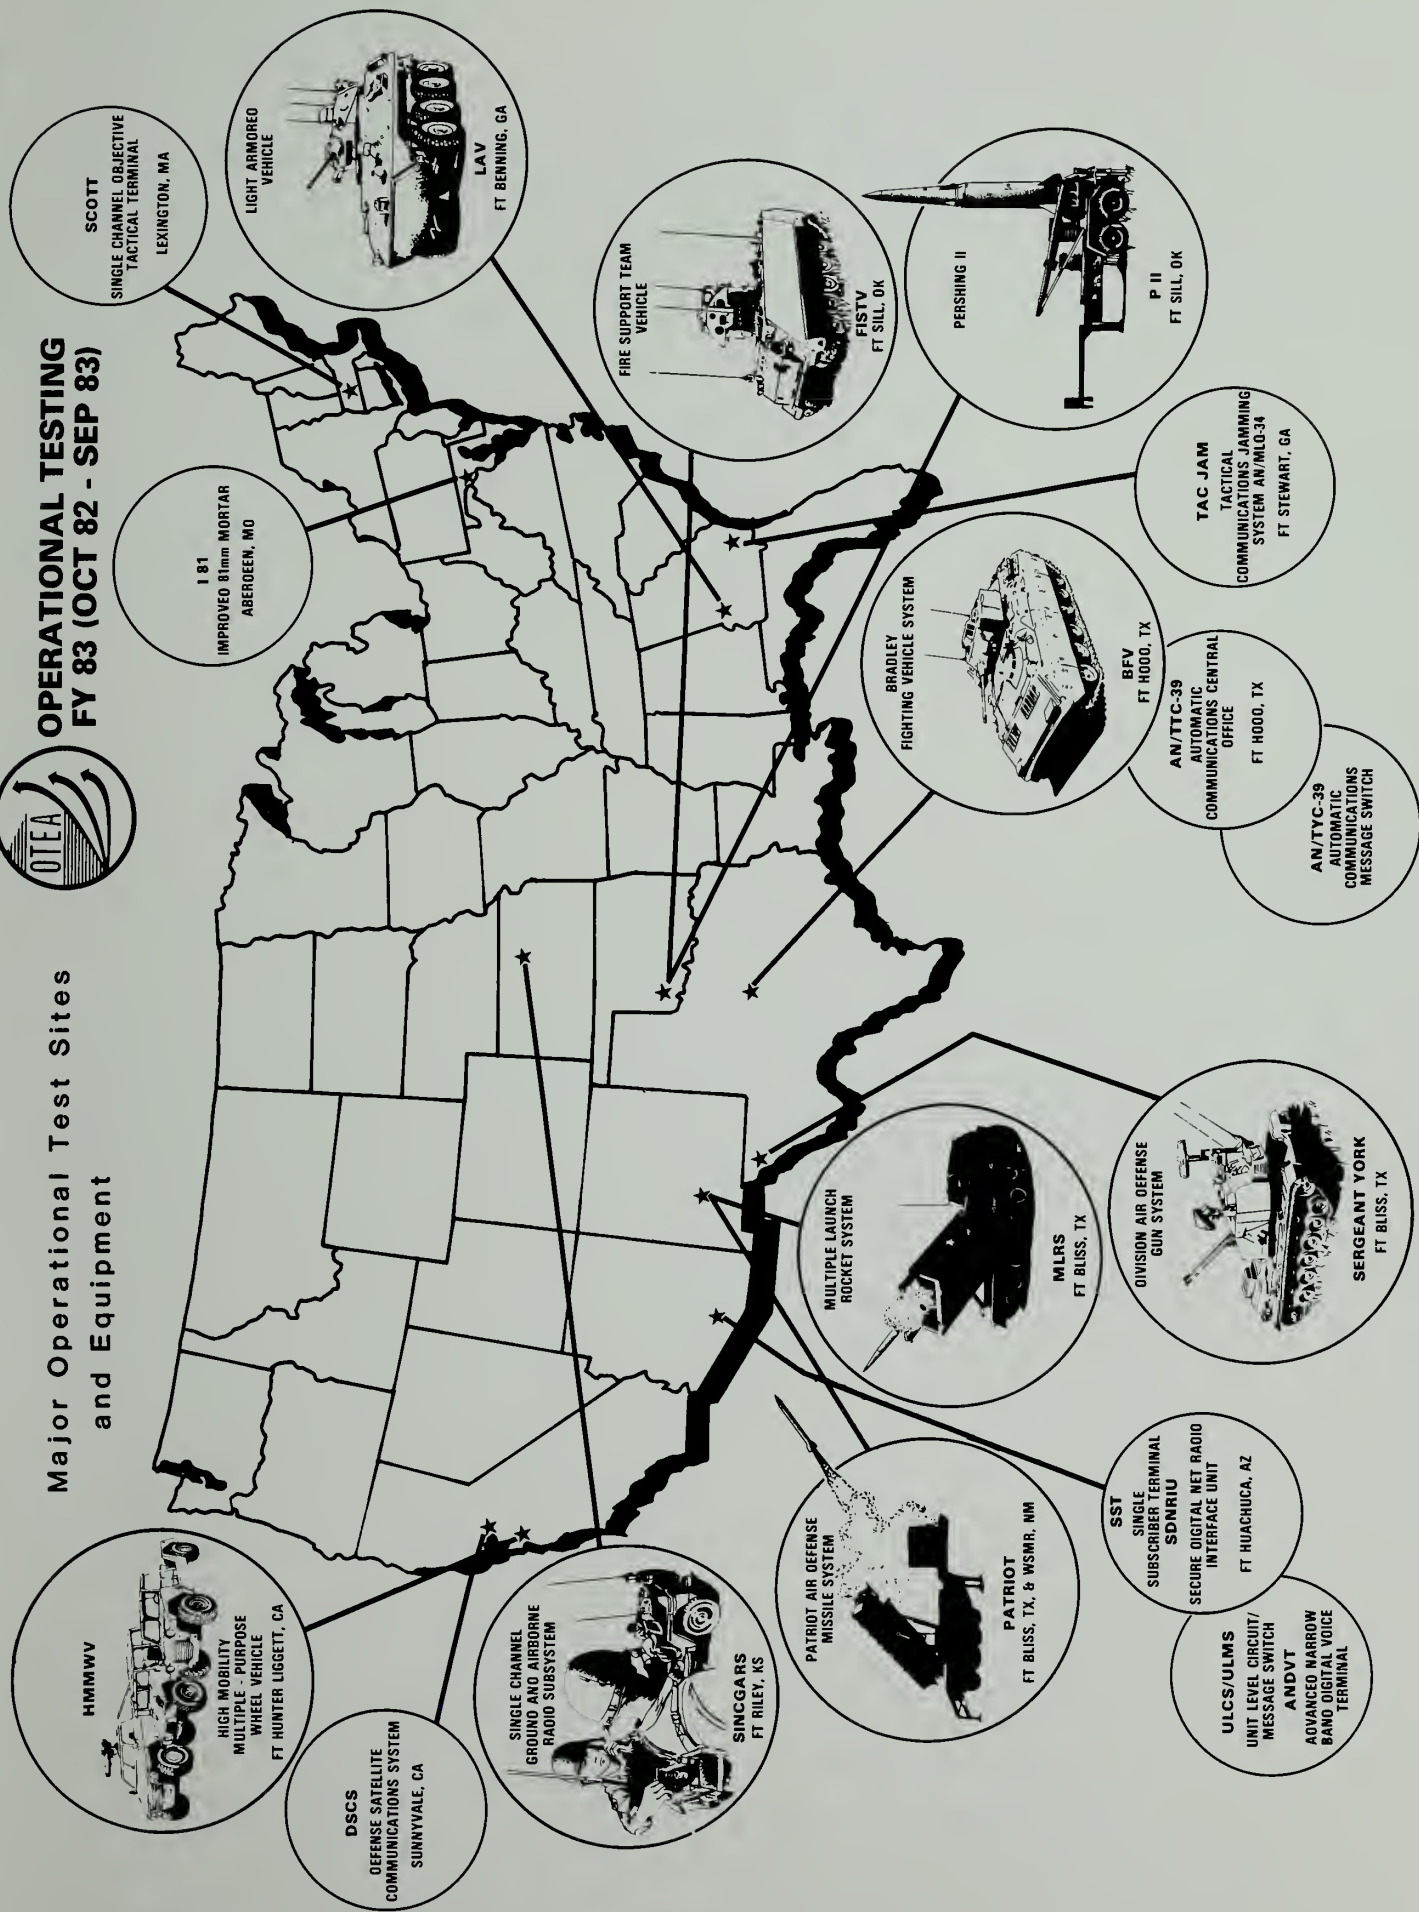 Major Operational Test Sites
and Equipment
OTEA
OPERATIONAL TESTING
FY 83 (OCT 82 - SEP 83)
HMMWV
HIGH MOBILITY
MULTIPLE - PURPOSE
WHEEL VEHICLE
FT HUNTER LIGGETT, CA
DSCS
DEFENSE SATELLITE
COMMUNICATIONS SYSTEM
SUNNYVALE, CA
SINGLE CHANNEL
GROUND AND AIRBORNE
RADIO SUBSYSTEM
SINCGARS
FT RILEY, KS
PATRIOT AIR DEFENSE
MISSILE SYSTEM
PATRIOT
FT BLISS, TX, & WSMR, NM
SST
SINGLE
SUBSCRIBER TERMINAL
SDNRIU
SECURE DIGITAL NET RADIO
INTERFACE UNIT
FT HUACHUCA, AZ
ULCS/ULMS
UNIT LEVEL CIRCUIT/
MESSAGE SWITCH
ANDVT
ADVANCED NARROW
BAND DIGITAL VOICE
TERMINAL
MULTIPLE LAUNCH
ROCKET SYSTEM
MLRS
FT BLISS, TX
DIVISION AIR DEFENSE
GUN SYSTEM
SERGEANT YORK
FT BLISS, TX
I 81
IMPROVED 81mm MORTAR
ABERDEEN, MD
SCOTT
SINGLE CHANNEL OBJECTIVE
TACTICAL TERMINAL
LEXINGTON, MA
LIGHT ARMORED
VEHICLE
LAV
FT BENNING, GA
FIRE SUPPORT TEAM
VEHICLE
FISTV
FT SILL, OK
PERSHING II
P II
FT SILL, OK
TAC JAM
TACTICAL
COMMUNICATIONS JAMMING
SYSTEM AN/MLQ-34
FT STEWART, GA
BRADLEY
FIGHTING VEHICLE SYSTEM
BFV
FT HOOD, TX
AN/TTC-39
AUTOMATIC
COMMUNICATIONS CENTRAL
OFFICE
FT HOOD, TX
AN/TYC-39
AUTOMATIC
COMMUNICATIONS
MESSAGE SWITCH